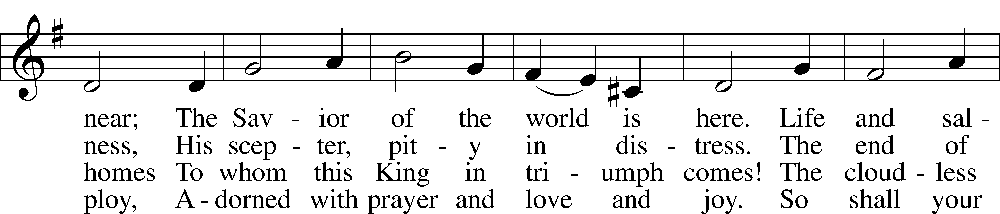 near; The Sav - ior of the world is here. Life and sal -
ness, His scep - ter, pit - y in dis - tress. The end of
homes To whom this King in tri - umph comes! The cloud - less
ploy, A - dorned with prayer and love and joy. So shall your